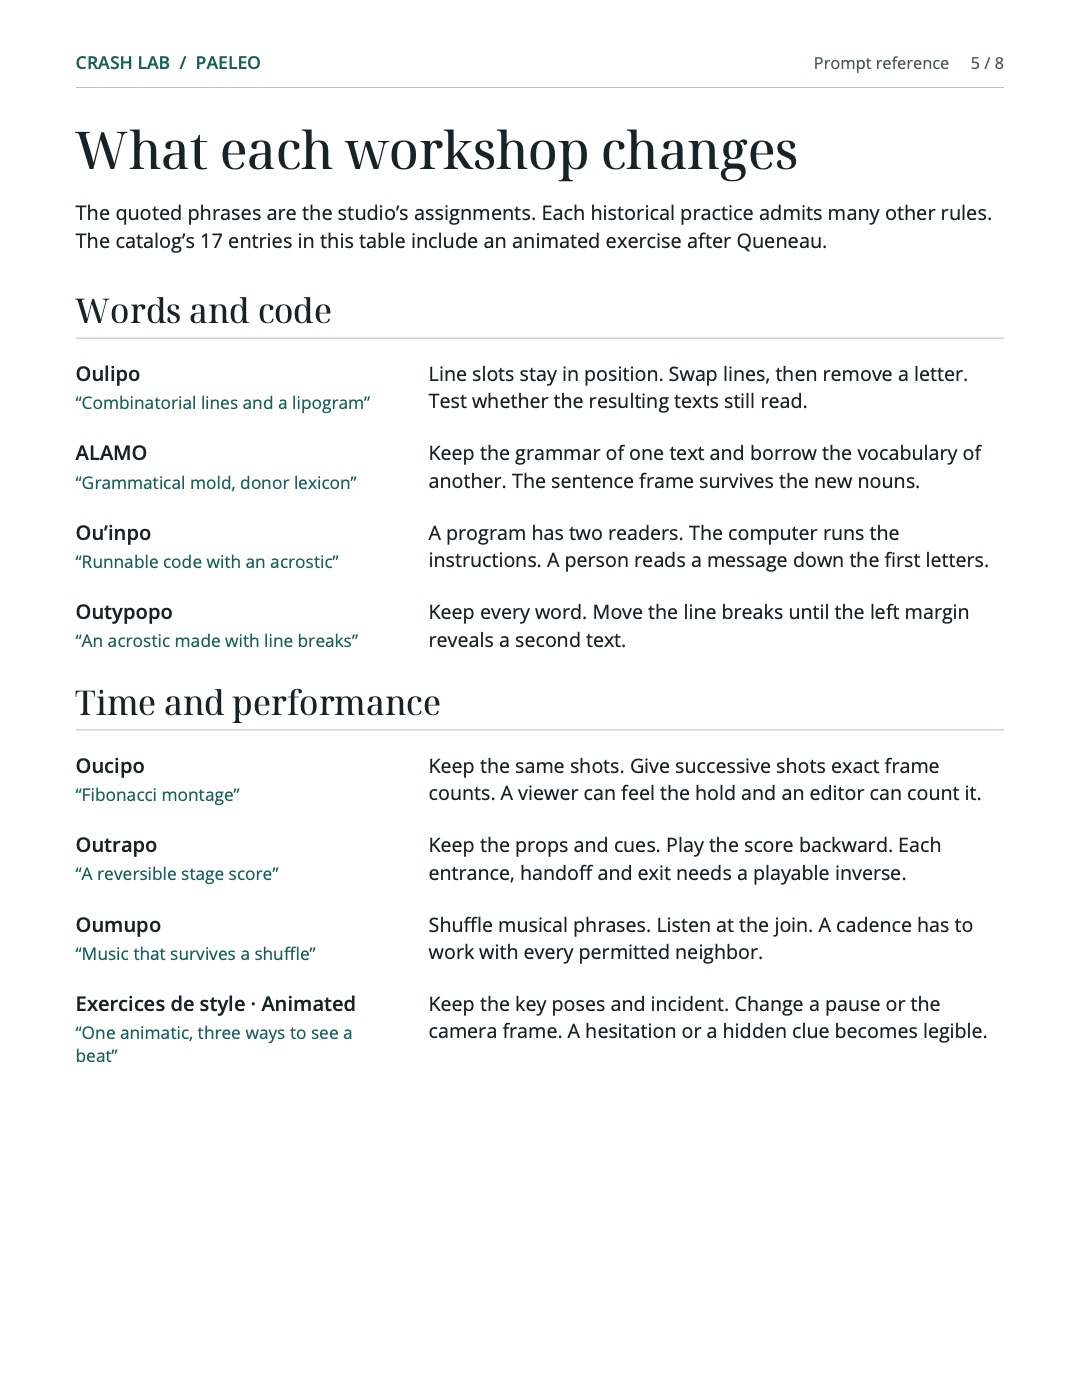 CRASH LAB / PAELEO
Prompt reference 5 / 8
What each workshop changes
The quoted phrases are the studio’s assignments. Each historical practice admits many other rules.
The catalog’s 17 entries in this table include an animated exercise after Queneau.
Words and code
Oulipo
“Combinatorial lines and a lipogram”
Line slots stay in position. Swap lines, then remove a letter.
Test whether the resulting texts still read.
ALAMO
“Grammatical mold, donor lexicon”
Keep the grammar of one text and borrow the vocabulary of
another. The sentence frame survives the new nouns.
Ou’inpo
“Runnable code with an acrostic”
A program has two readers. The computer runs the
instructions. A person reads a message down the first letters.
Outypopo
“An acrostic made with line breaks”
Keep every word. Move the line breaks until the left margin
reveals a second text.
Time and performance
Oucipo
“Fibonacci montage”
Keep the same shots. Give successive shots exact frame
counts. A viewer can feel the hold and an editor can count it.
Outrapo
“A reversible stage score”
Keep the props and cues. Play the score backward. Each
entrance, handoff and exit needs a playable inverse.
Oumupo
“Music that survives a shuffle”
Shuffle musical phrases. Listen at the join. A cadence has to
work with every permitted neighbor.
Exercices de style · Animated
“One animatic, three ways to see a
beat”
Keep the key poses and incident. Change a pause or the
camera frame. A hesitation or a hidden clue becomes legible.